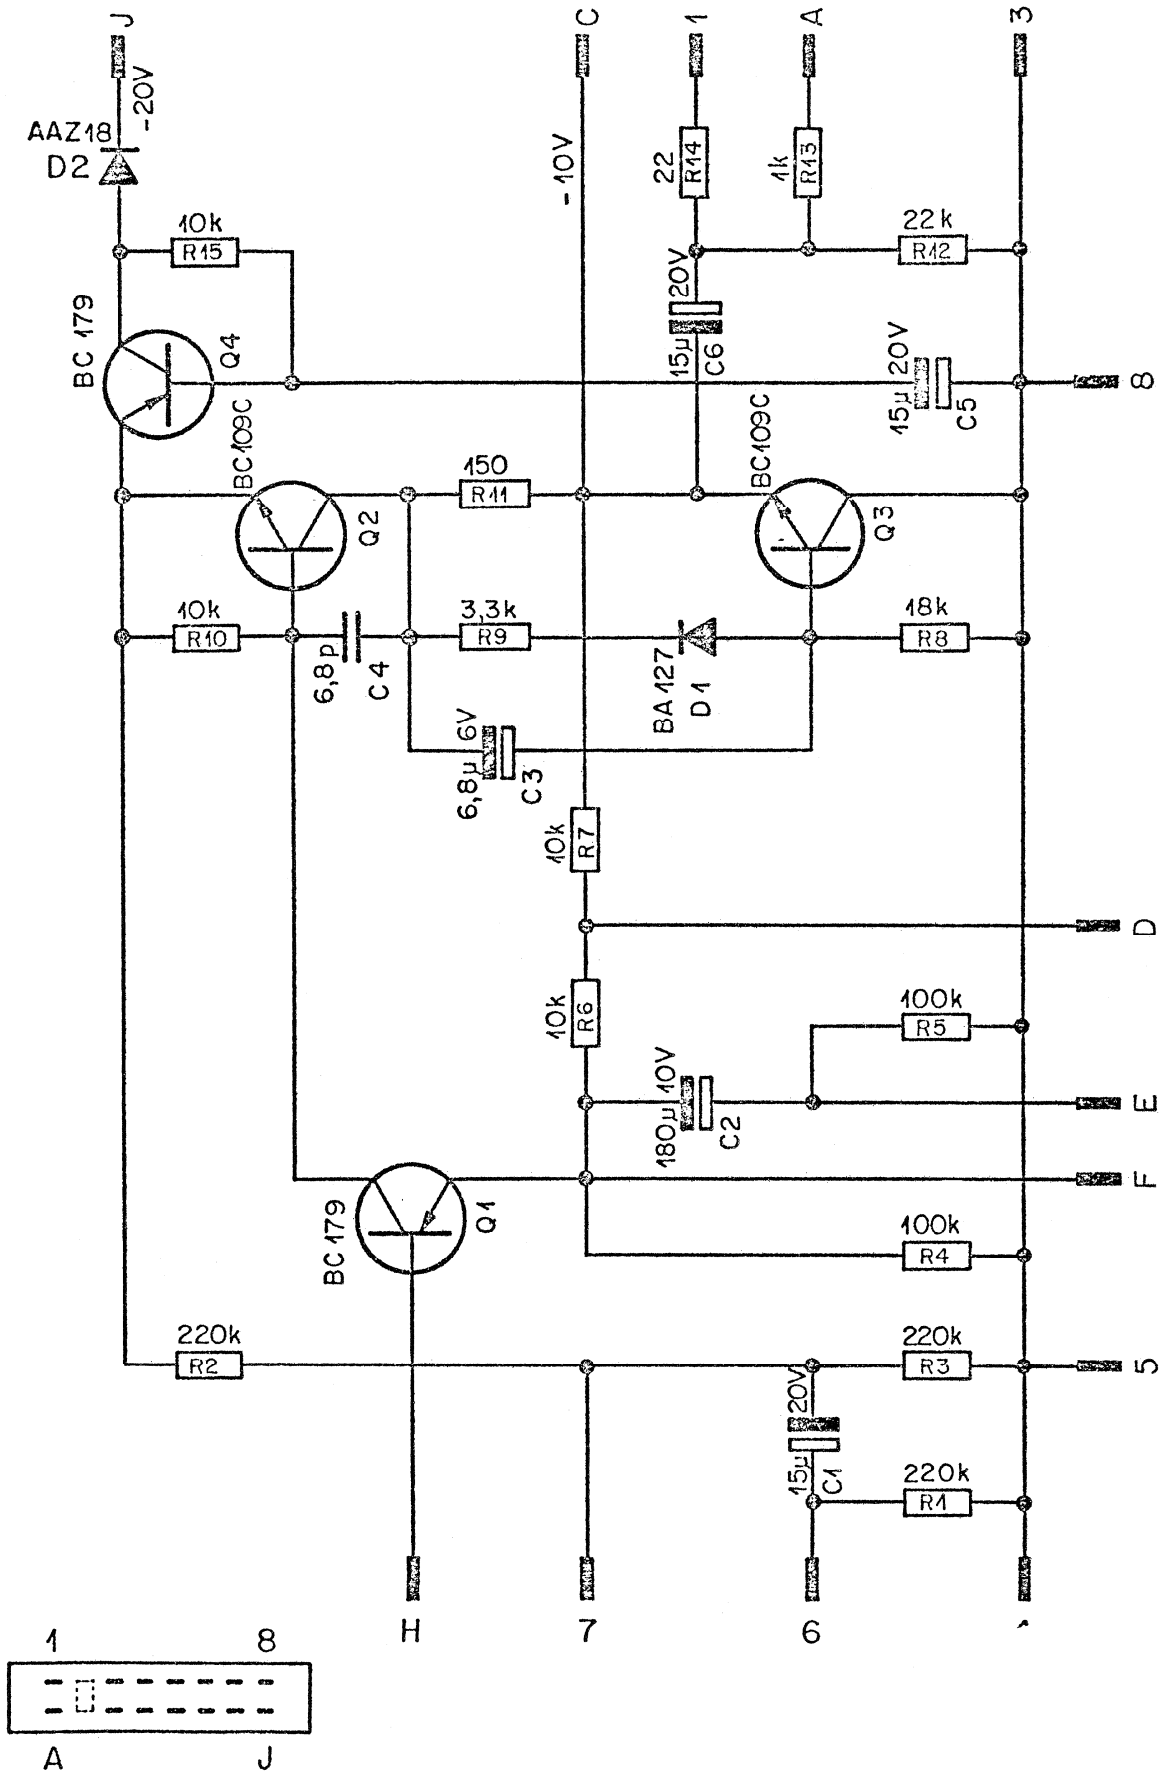 J
C
1
A
3
-20V
AAZ18
D2
-10V
22
R14
1k
R13
10k
R15
22k
R12
BC 179
Q4
15µ 20V
C6
15µ 20V
C5
8
BC109C
Q2
150
R11
BC109C
Q3
10k
R10
6,8p
C4
3,3k
R9
BA127
D1
18k
R8
6,8µ 6V
C3
10k
R7
D
10k
R6
100k
R5
180µ 10V
C2
E
BC 179
Q1
F
100k
R4
220k
R2
220k
R3
5
15µ 20V
C1
220k
R1
H
7
6
1
8
A
J